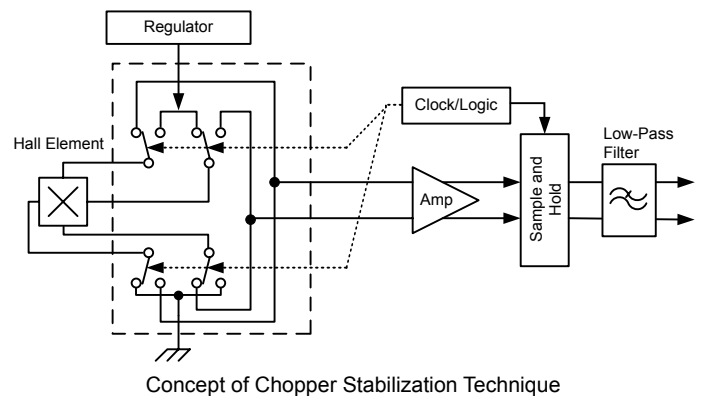 Regulator
Clock/Logic
Hall Element
Low-Pass
Filter
Amp
Sample and
Hold
Concept of Chopper Stabilization Technique